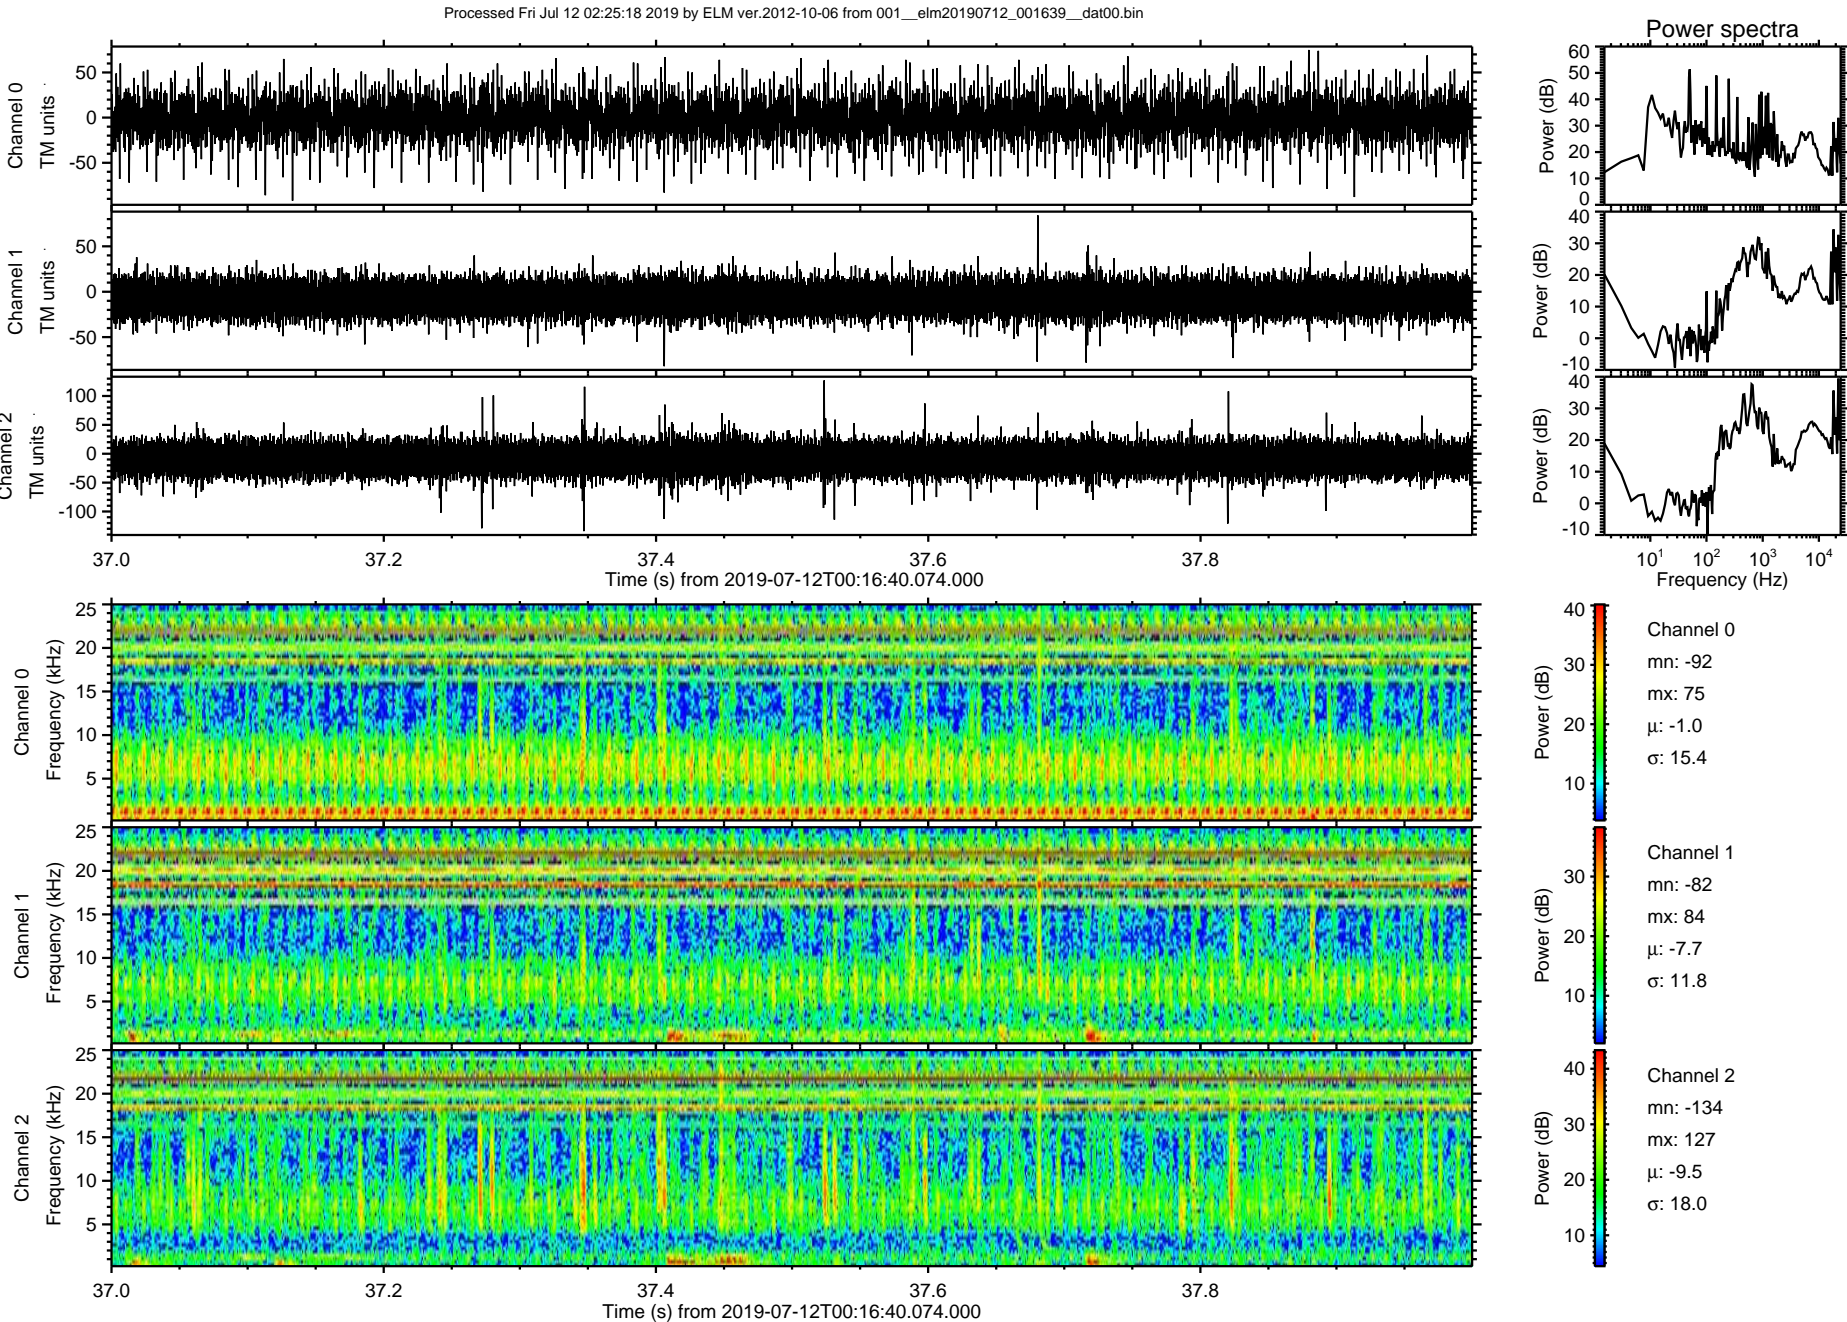 Processed Fri Jul 12 02:25:18 2019 by ELM ver.2012-10-06 from 001__elm20190712_001639__dat00.bin
Power spectra
Channel 0
TM units
50
0
-50
Power (dB)
60
50
40
30
20
10
0
Channel 1
TM units
50
0
-50
Power (dB)
40
30
20
10
0
-10
Channel 2
TM units
100
50
0
-50
-100
Power (dB)
40
30
20
10
0
-10
37.0 37.2 37.4 37.6 37.8
Time (s) from 2019-07-12T00:16:40.074.000
10^1 10^2 10^3 10^4
Frequency (Hz)
Channel 0
Frequency (kHz)
25
20
15
10
5
Power (dB)
40
30
20
10
Channel 0
mn: -92
mx: 75
μ: -1.0
σ: 15.4
Channel 1
Frequency (kHz)
25
20
15
10
5
Power (dB)
30
20
10
Channel 1
mn: -82
mx: 84
μ: -7.7
σ: 11.8
Channel 2
Frequency (kHz)
25
20
15
10
5
Power (dB)
40
30
20
10
Channel 2
mn: -134
mx: 127
μ: -9.5
σ: 18.0
37.0 37.2 37.4 37.6 37.8
Time (s) from 2019-07-12T00:16:40.074.000